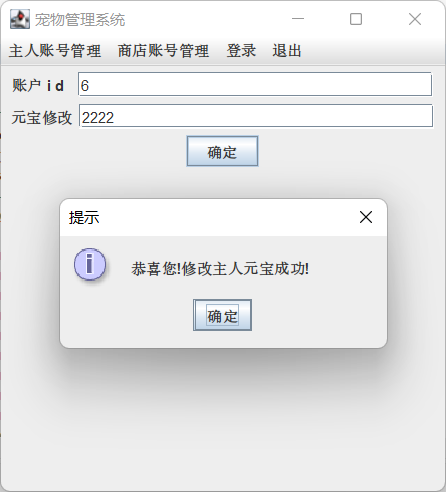 宠物管理系统
主人账号管理 商店账号管理 登录 退出
账户id 6
元宝修改 2222
确定
提示
i
恭喜您!修改主人元宝成功!
确定